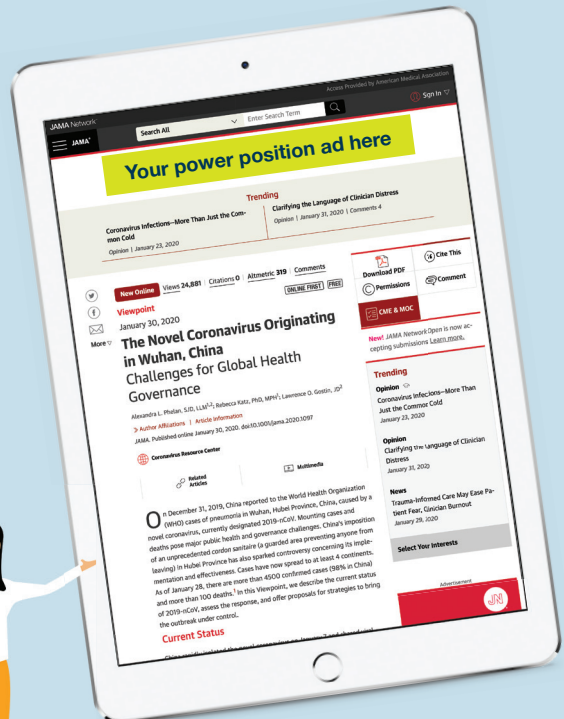 Access Provided by American Medical Association
JAMA Network
JAMA®
Search All
Enter Search Term
Sign In
Your power position ad here
Trending
Coronavirus Infections—More Than Just the Com-
mon Cold
Opinion | January 23, 2020
Clarifying the Language of Clinician Distress
Opinion | January 31, 2020 | Comments 4
New Online
Views 24,881 | Citations 0 | Altmetric 319 | Comments
ONLINE FIRST FREE
More
Viewpoint
January 30, 2020
The Novel Coronavirus Originating
in Wuhan, China
Challenges for Global Health
Governance
Alexandra L. Phelan, SJD, LLM1,2; Rebecca Katz, PhD, MPH1; Lawrence O. Gostin, JD2
> Author Affiliations | Article Information
JAMA. Published online January 30, 2020. doi:10.1001/jama.2020.1097
Coronavirus Resource Center
Related
Articles
Multimedia
On December 31, 2019, China reported to the World Health Organization
(WHO) cases of pneumonia in Wuhan, Hubei Province, China, caused by a
novel coronavirus, currently designated 2019-nCoV. Mounting cases and
deaths pose major public health and governance challenges. China's imposition
of an unprecedented cordon sanitaire (a guarded area preventing anyone from
leaving) in Hubei Province has also sparked controversy concerning its imple-
mentation and effectiveness. Cases have now spread to at least 4 continents.
As of January 28, there are more than 4500 confirmed cases (98% in China)
and more than 100 deaths.1 In this Viewpoint, we describe the current status
of 2019-nCoV, assess the response, and offer proposals for strategies to bring
the outbreak under control.
Current Status
Download PDF
Cite This
Permissions
Comment
CME & MOC
New! JAMA Network Open is now ac-
cepting submissions Learn more.
Trending
Opinion
Coronavirus Infections—More Than
Just the Common Cold
January 23, 2020
Opinion
Clarifying the Language of Clinician
Distress
January 31, 2020
News
Trauma-Informed Care May Ease Pa-
tient Fear, Clinician Burnout
January 29, 2020
Select Your Interests
Advertisement
JN